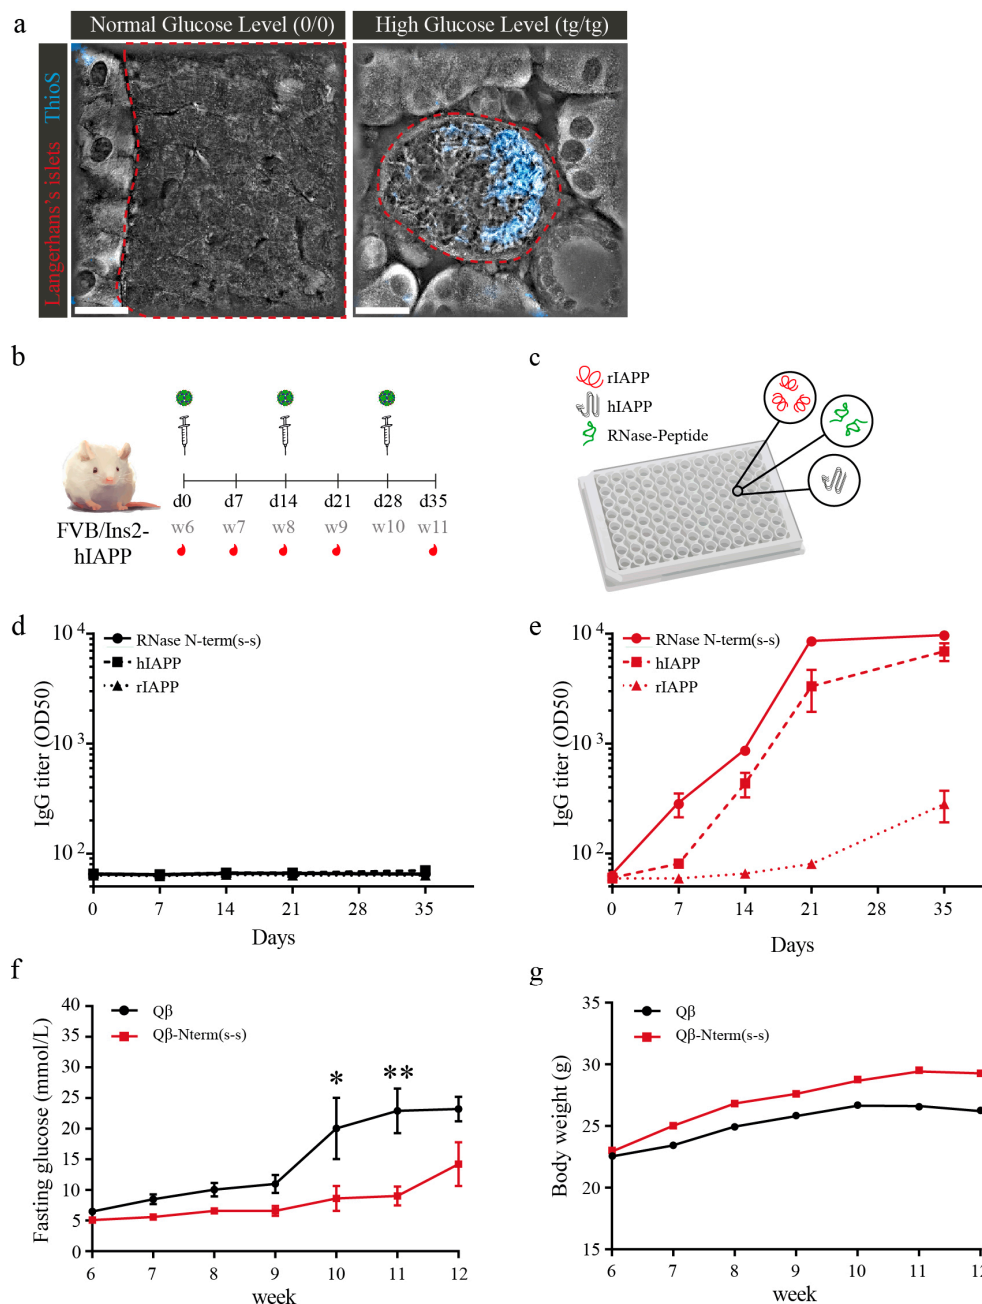 a
Normal Glucose Level (0/0)
High Glucose Level (tg/tg)
Langerhans's islets ThioS
b
d0 d7 d14 d21 d28 d35
w6 w7 w8 w9 w10 w11
FVB/Ins2-
hIAPP
c
rIAPP
hIAPP
RNase-Peptide
d
RNase N-term(s-s)
hIAPP
rIAPP
IgG titer (OD50)
10^4
10^3
10^2
0 7 14 21 28 35
Days
e
RNase N-term(s-s)
hIAPP
rIAPP
IgG titer (OD50)
10^4
10^3
10^2
0 7 14 21 28 35
Days
f
Qβ
Qβ-Nterm(s-s)
Fasting glucose (mmol/L)
40
35
30
25
20
15
10
5
0
*
**
6 7 8 9 10 11 12
week
g
Qβ
Qβ-Nterm(s-s)
Body weight (g)
35
30
25
20
15
6 7 8 9 10 11 12
week